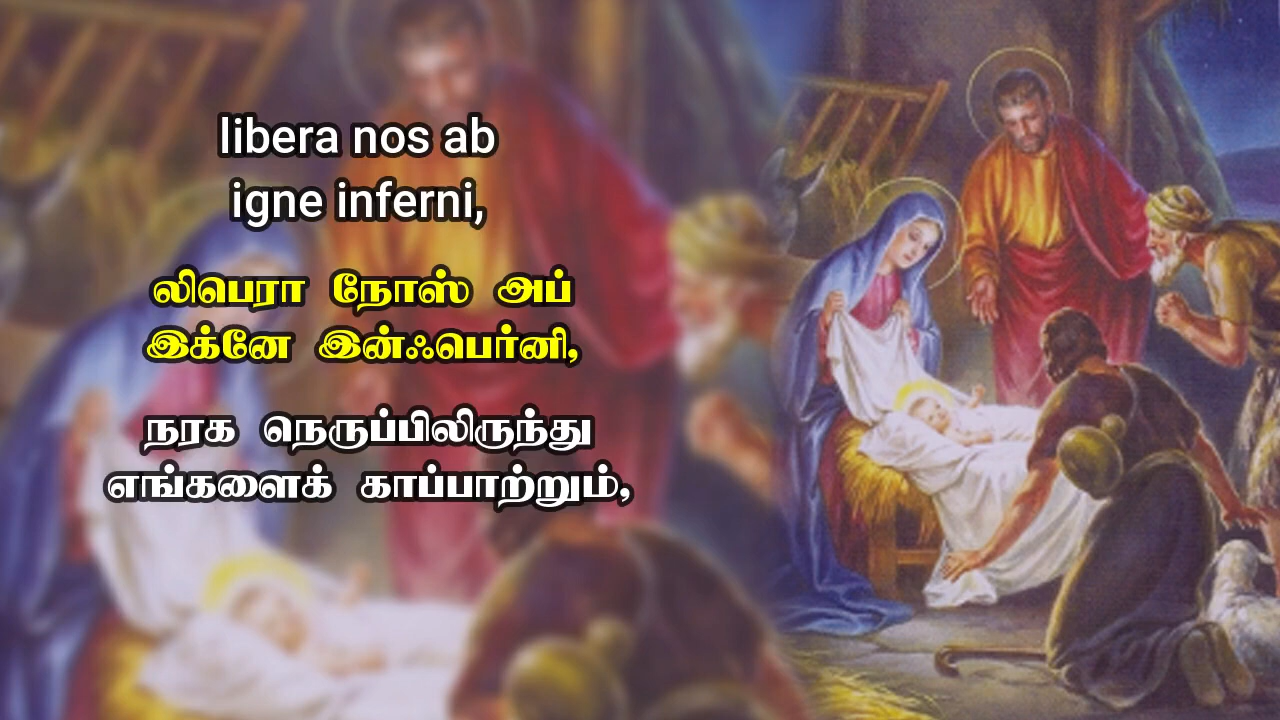 libera nos ab
igne inferni,
லிபெரா நோஸ் அப்
இக்னே இன்ஃபெர்னி,
நரக நெருப்பிலிருந்து
எங்களைக் காப்பாற்றும்,